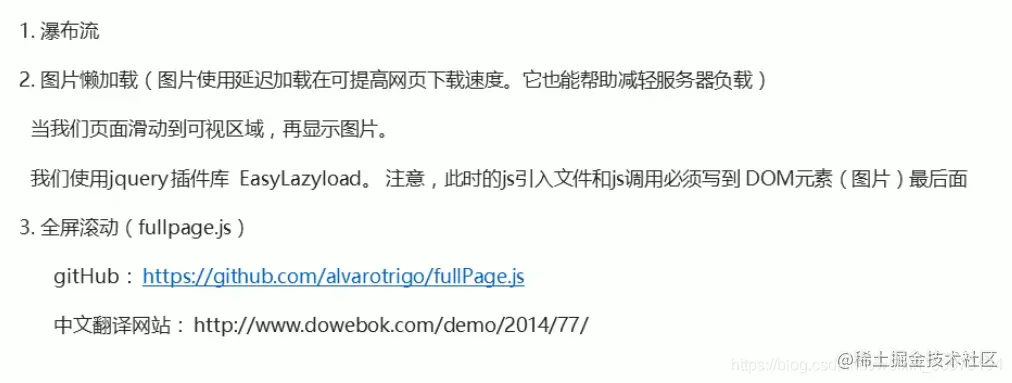 1. 瀑布流
2. 图片懒加载（图片使用延迟加载在可提高网页下载速度。它也能帮助减轻服务器负载）
当我们页面滑动到可视区域，再显示图片。
我们使用jquery 插件库 EasyLazyload。 注意，此时的js引入文件和js调用必须写到 DOM元素（图片）最后面
3. 全屏滚动（fullpage.js）
gitHub： https://github.com/alvarotrigo/fullPage.js
中文翻译网站： http://www.dowebok.com/demo/2014/77/
@稀土掘金技术社区